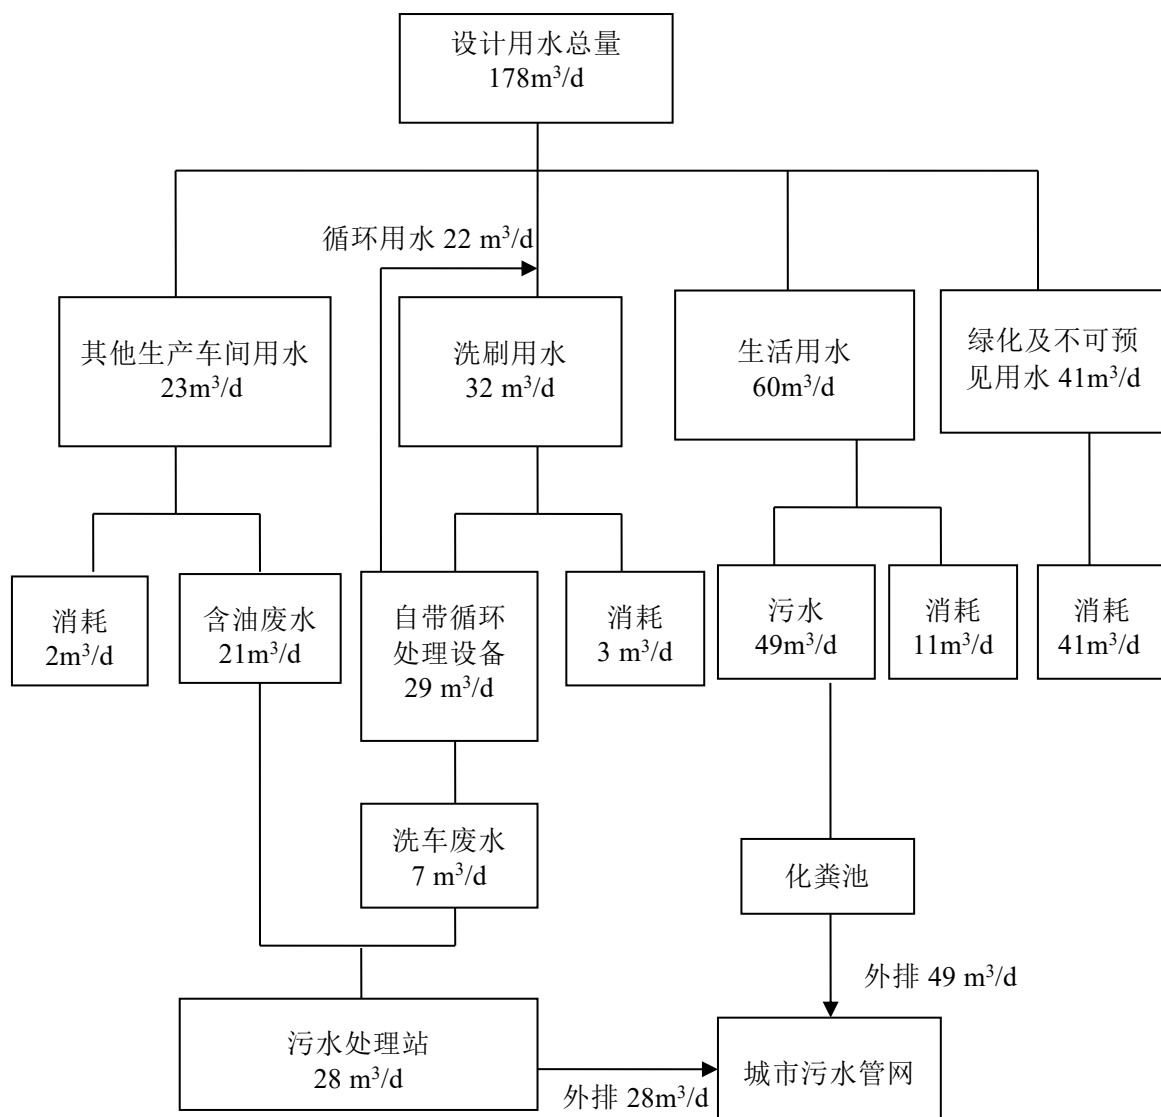 设计用水总量
178m³/d
循环用水 22 m³/d
其他生产车间用水
23m³/d
洗刷用水
32 m³/d
生活用水
60m³/d
绿化及不可预
见用水 41m³/d
消耗
2m³/d
含油废水
21m³/d
自带循环
处理设备
29 m³/d
消耗
3 m³/d
污水
49m³/d
消耗
11m³/d
消耗
41m³/d
洗车废水
7 m³/d
化粪池
外排 49 m³/d
污水处理站
28 m³/d
外排 28m³/d
城市污水管网